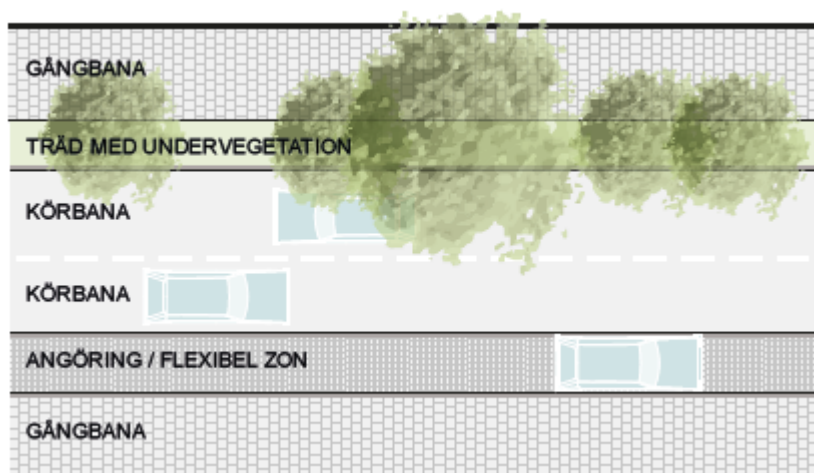 GÅNGBANA
TRÄD MED UNDERVEGETATION
KÖRBANA
KÖRBANA
ANGÖRING / FLEXIBEL ZON
GÅNGBANA